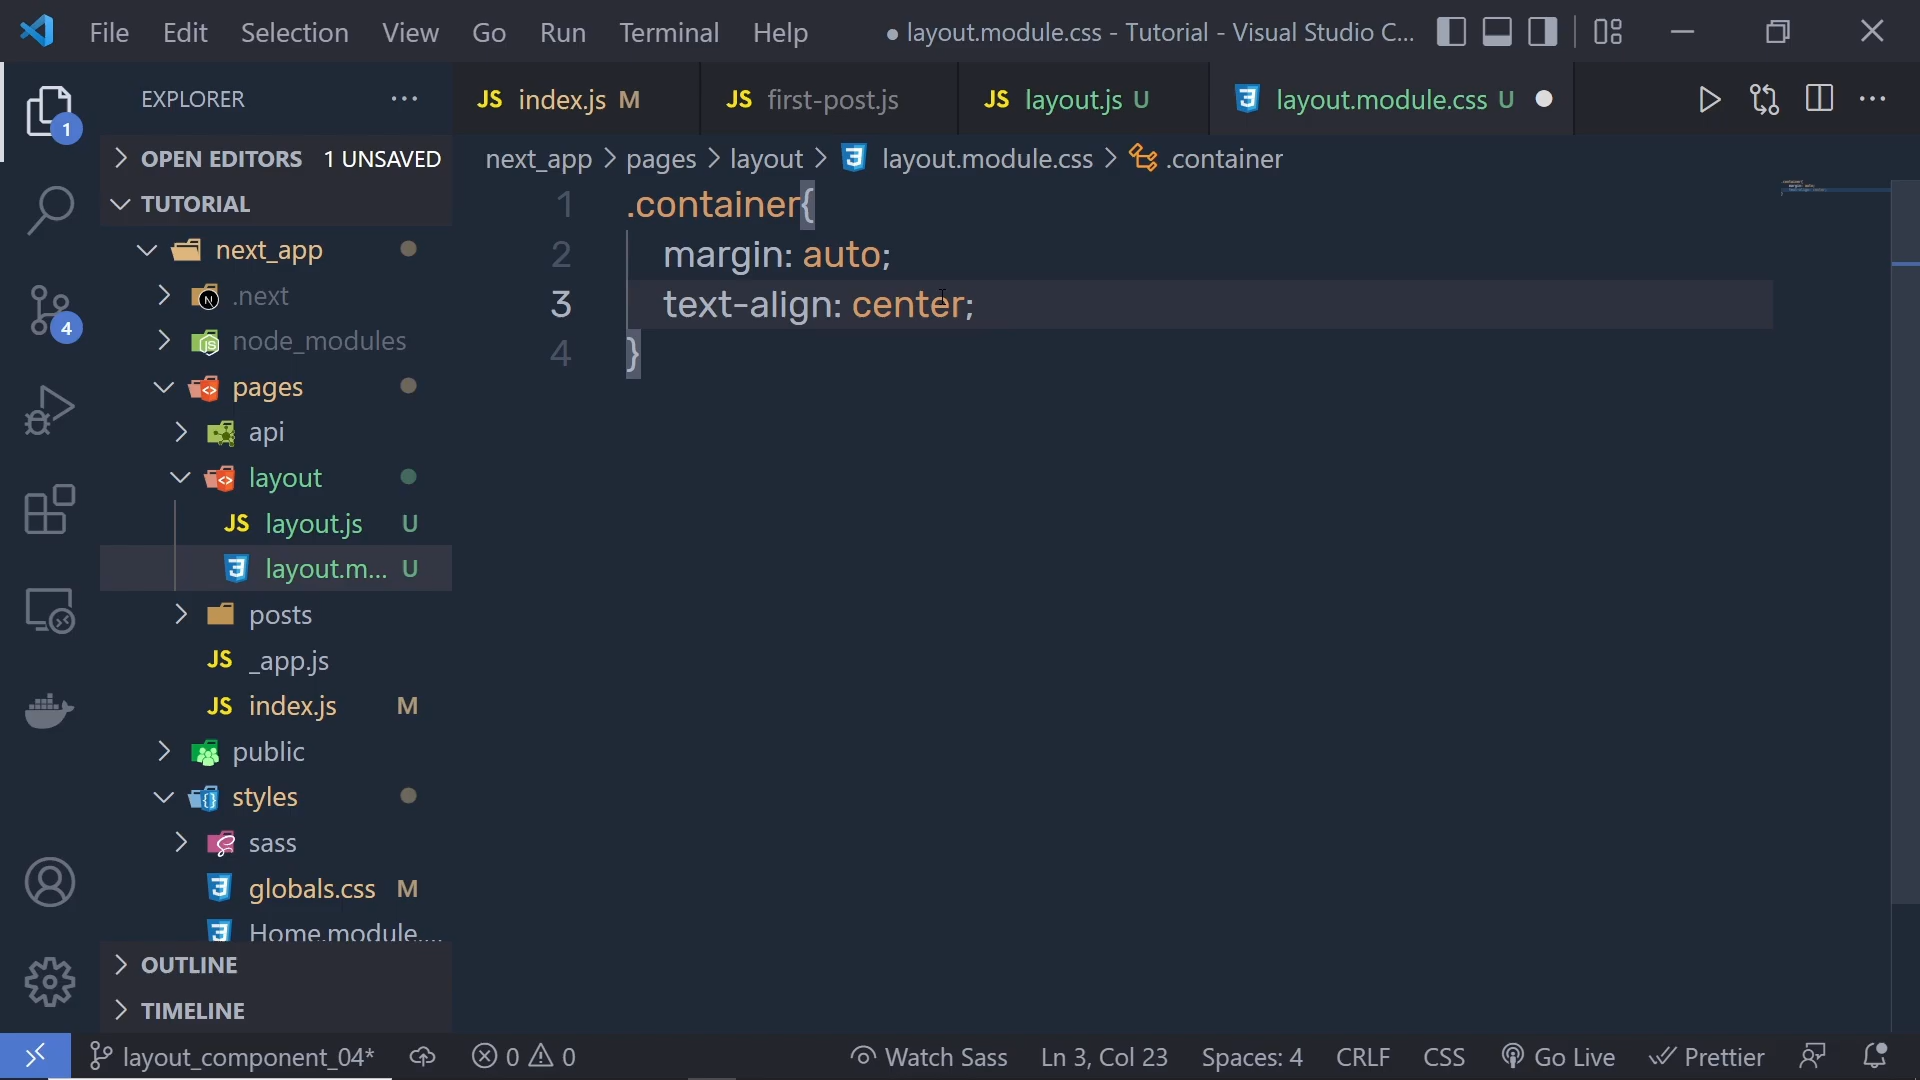 File Edit Selection View Go Run Terminal Help ● layout.module.css - Tutorial - Visual Studio C...
EXPLORER ...
JS index.js M JS first-post.js JS layout.js U layout.module.css U ●
1
OPEN EDITORS 1 UNSAVED
next_app > pages > layout > layout.module.css > .container
TUTORIAL
next_app
.next
node_modules
pages
api
layout
JS layout.js U
layout.m... U
posts
JS _app.js
JS index.js M
public
styles
sass
globals.css M
Home.module....
OUTLINE
TIMELINE
4
1 .container{
2 margin: auto;
3 text-align: center;
4 }
layout_component_04* 0 0 Watch Sass Ln 3, Col 23 Spaces: 4 CRLF CSS Go Live Prettier